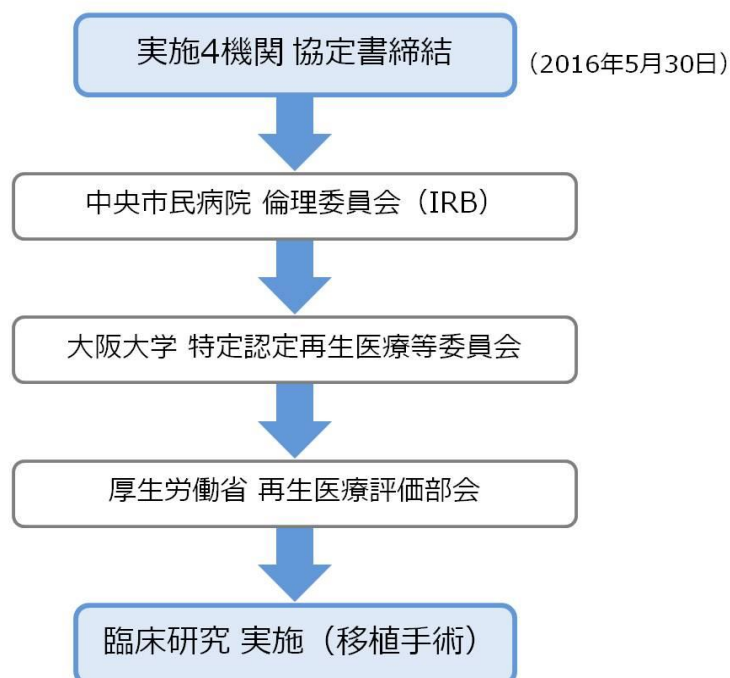 実施4機関 協定書締結
（2016年5月30日）
中央市民病院 倫理委員会（IRB）
大阪大学 特定認定再生医療等委員会
厚生労働省 再生医療評価部会
臨床研究 実施（移植手術）